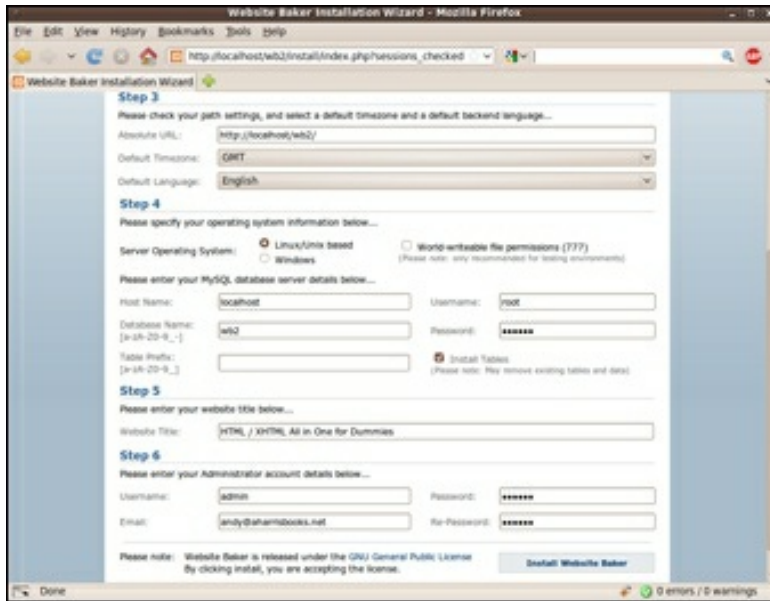 Website Baker Installation Wizard - Mozilla Firefox
File Edit View History Bookmarks Tools Help
http://localhost/wb2/install/index.php?sessions_checked
Website Baker Installation Wizard
Step 3
Please check your path settings, and select a default timezone and a default backend language...
Absolute URL: http://localhost/wb2/
Default Timezone: GMT
Default Language: English
Step 4
Please specify your operating system information below...
Server Operating System: Linux/Unix based World-writeable file permissions (777)
Windows (Please note: only recommended for testing environments)
Please enter your MySQL database server details below...
Host Name: localhost Username: root
Database Name: wb2 Password: ••••••
[a-zA-Z0-9_-]
Table Prefix: Install Tables
[a-zA-Z0-9_] (Please note: May remove existing tables and data)
Step 5
Please enter your website title below...
Website Title: HTML / XHTML All in One for Dummies
Step 6
Please enter your Administrator account details below...
Username: admin Password: ••••••
Email: andy@aharrisbooks.net Re-Password: ••••••
Please note: Website Baker is released under the GNU General Public License
By clicking install, you are accepting the license.
Install Website Baker
Done 0 errors / 0 warnings